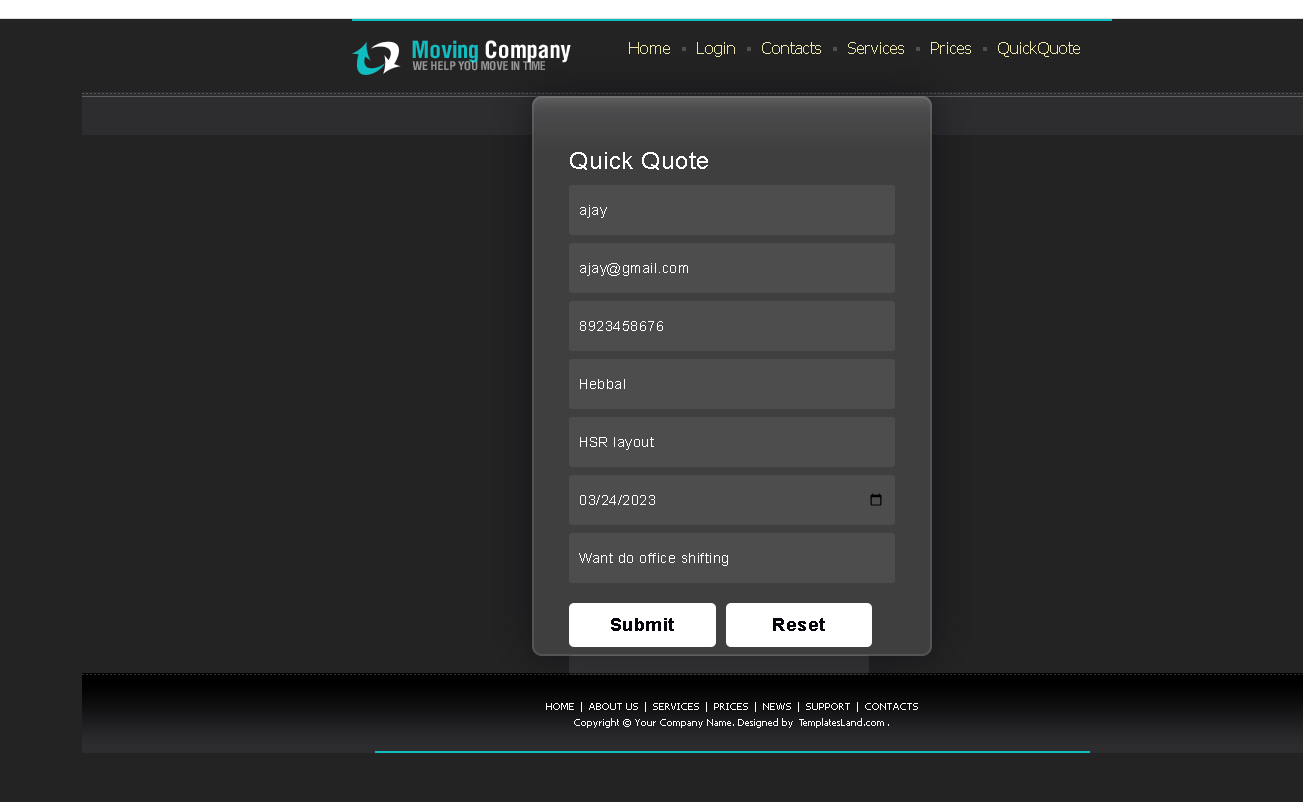 Moving Company
WE HELP YOU MOVE IN TIME
Home Login Contacts Services Prices QuickQuote
Quick Quote
ajay
ajay@gmail.com
8923458676
Hebbal
HSR layout
03/24/2023
Want do office shifting
Submit Reset
HOME | ABOUT US | SERVICES | PRICES | NEWS | SUPPORT | CONTACTS
Copyright © Your Company Name. Designed by TemplatesLand.com .